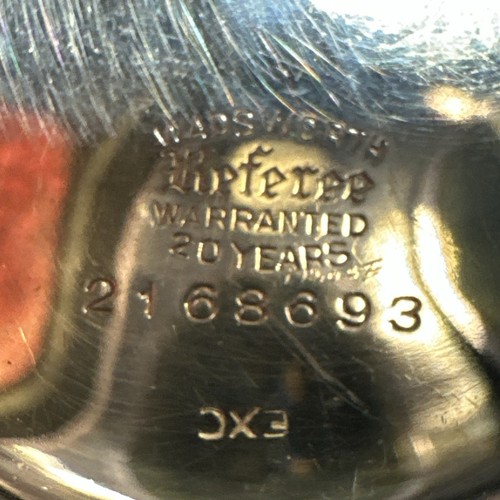 WADSWORTH
Referee
WARRANTED
20 YEARS
2168693